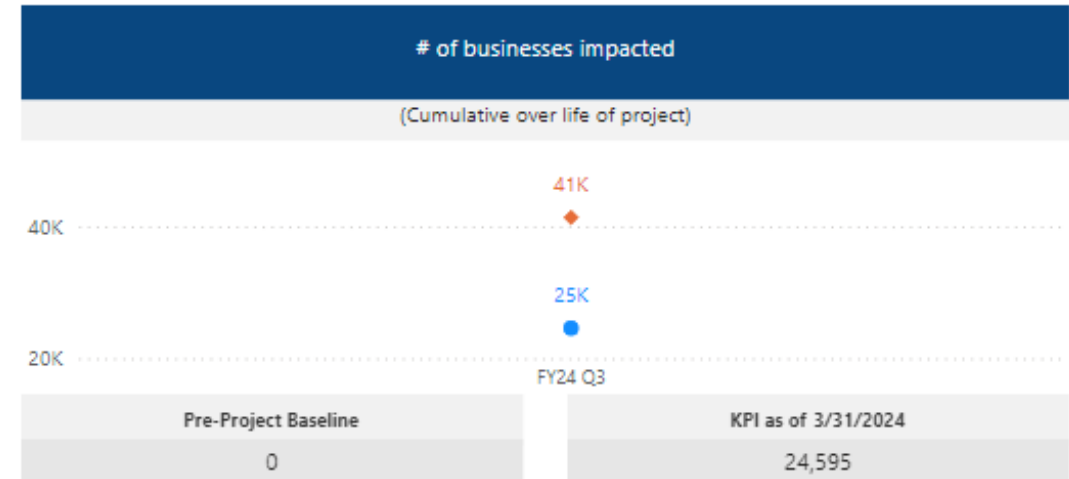 # of businesses impacted
(Cumulative over life of project)
41K
40K
25K
20K
FY24 Q3
Pre-Project Baseline
KPI as of 3/31/2024
0
24,595